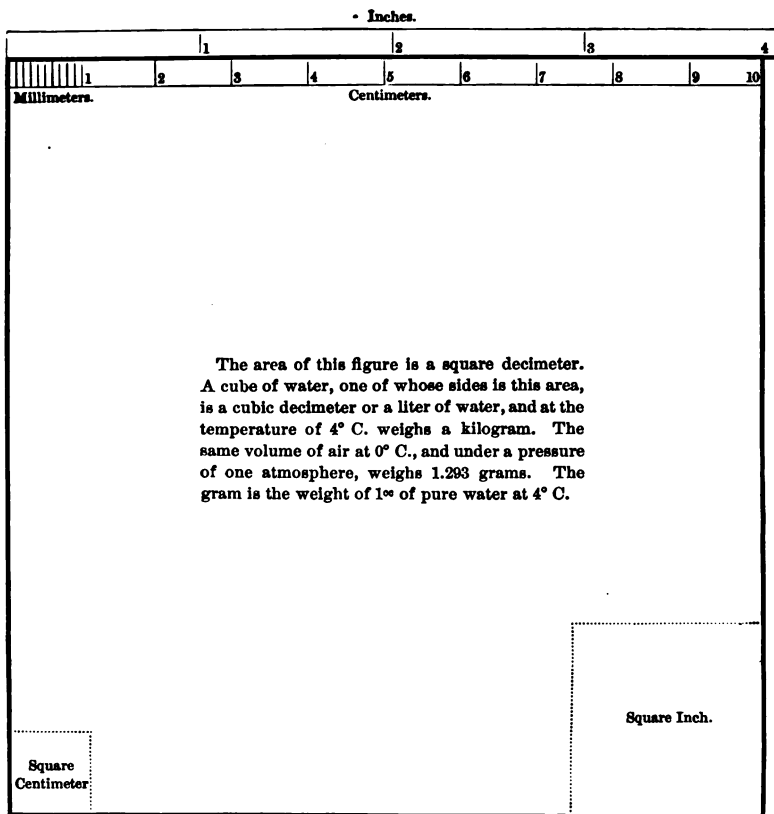 Inches.
1 2 3 4
1 2 3 4 5 6 7 8 9 10
Millimeters. Centimeters.
The area of this figure is a square decimeter.
A cube of water, one of whose sides is this area,
is a cubic decimeter or a liter of water, and at the
temperature of 4° C. weighs a kilogram. The
same volume of air at 0° C., and under a pressure
of one atmosphere, weighs 1.293 grams. The
gram is the weight of 1cc of pure water at 4° C.
Square Inch.
Square
Centimeter